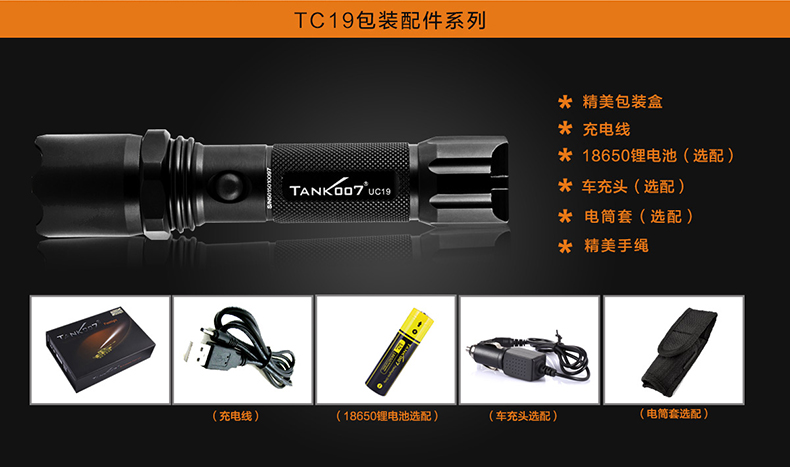 TC19包装配件系列
* 精美包装盒
* 充电线
* 18650锂电池（选配）
* 车充头（选配）
* 电筒套（选配）
* 精美手绳
S/N6015010097
TANK007® UC19
TANK007®
（充电线）
（18650锂电池选配）
（车充头选配）
（电筒套选配）